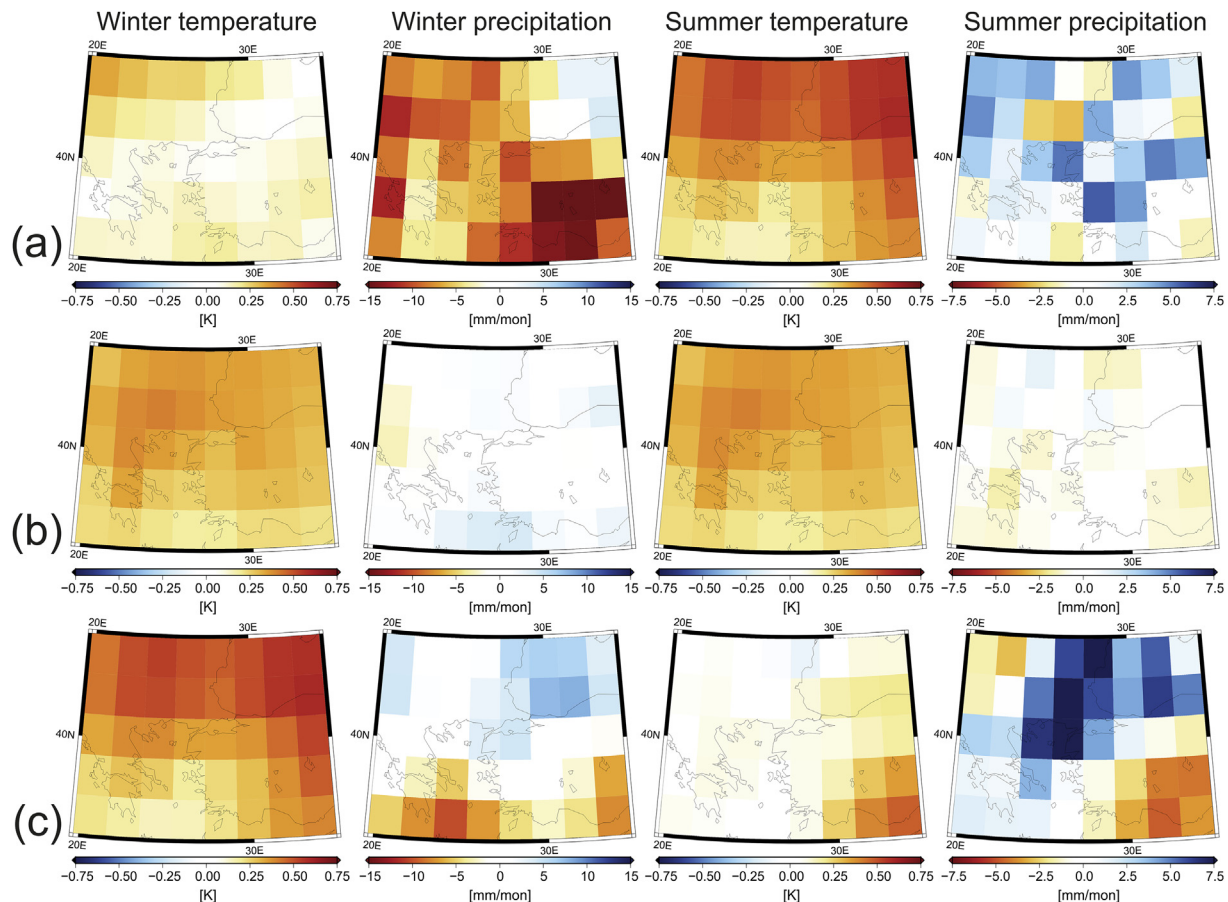 Winter temperature Winter precipitation Summer temperature Summer precipitation
20E 30E 20E 30E 20E 30E 20E 30E
40N 40N 40N 40N
(a)
20E 30E 20E 30E 20E 30E 20E 30E
−0.75 −0.50 −0.25 0.00 0.25 0.50 0.75 −15 −10 −5 0 5 10 15 −0.75 −0.50 −0.25 0.00 0.25 0.50 0.75 −7.5 −5.0 −2.5 0.0 2.5 5.0 7.5
[K] [mm/mon] [K] [mm/mon]
20E 30E 20E 30E 20E 30E 20E 30E
40N 40N 40N 40N
(b)
20E 30E 20E 30E 20E 30E 20E 30E
−0.75 −0.50 −0.25 0.00 0.25 0.50 0.75 −15 −10 −5 0 5 10 15 −0.75 −0.50 −0.25 0.00 0.25 0.50 0.75 −7.5 −5.0 −2.5 0.0 2.5 5.0 7.5
[K] [mm/mon] [K] [mm/mon]
20E 30E 20E 30E 20E 30E 20E 30E
40N 40N 40N 40N
(c)
20E 30E 20E 30E 20E 30E 20E 30E
−0.75 −0.50 −0.25 0.00 0.25 0.50 0.75 −15 −10 −5 0 5 10 15 −0.75 −0.50 −0.25 0.00 0.25 0.50 0.75 −7.5 −5.0 −2.5 0.0 2.5 5.0 7.5
[K] [mm/mon] [K] [mm/mon]